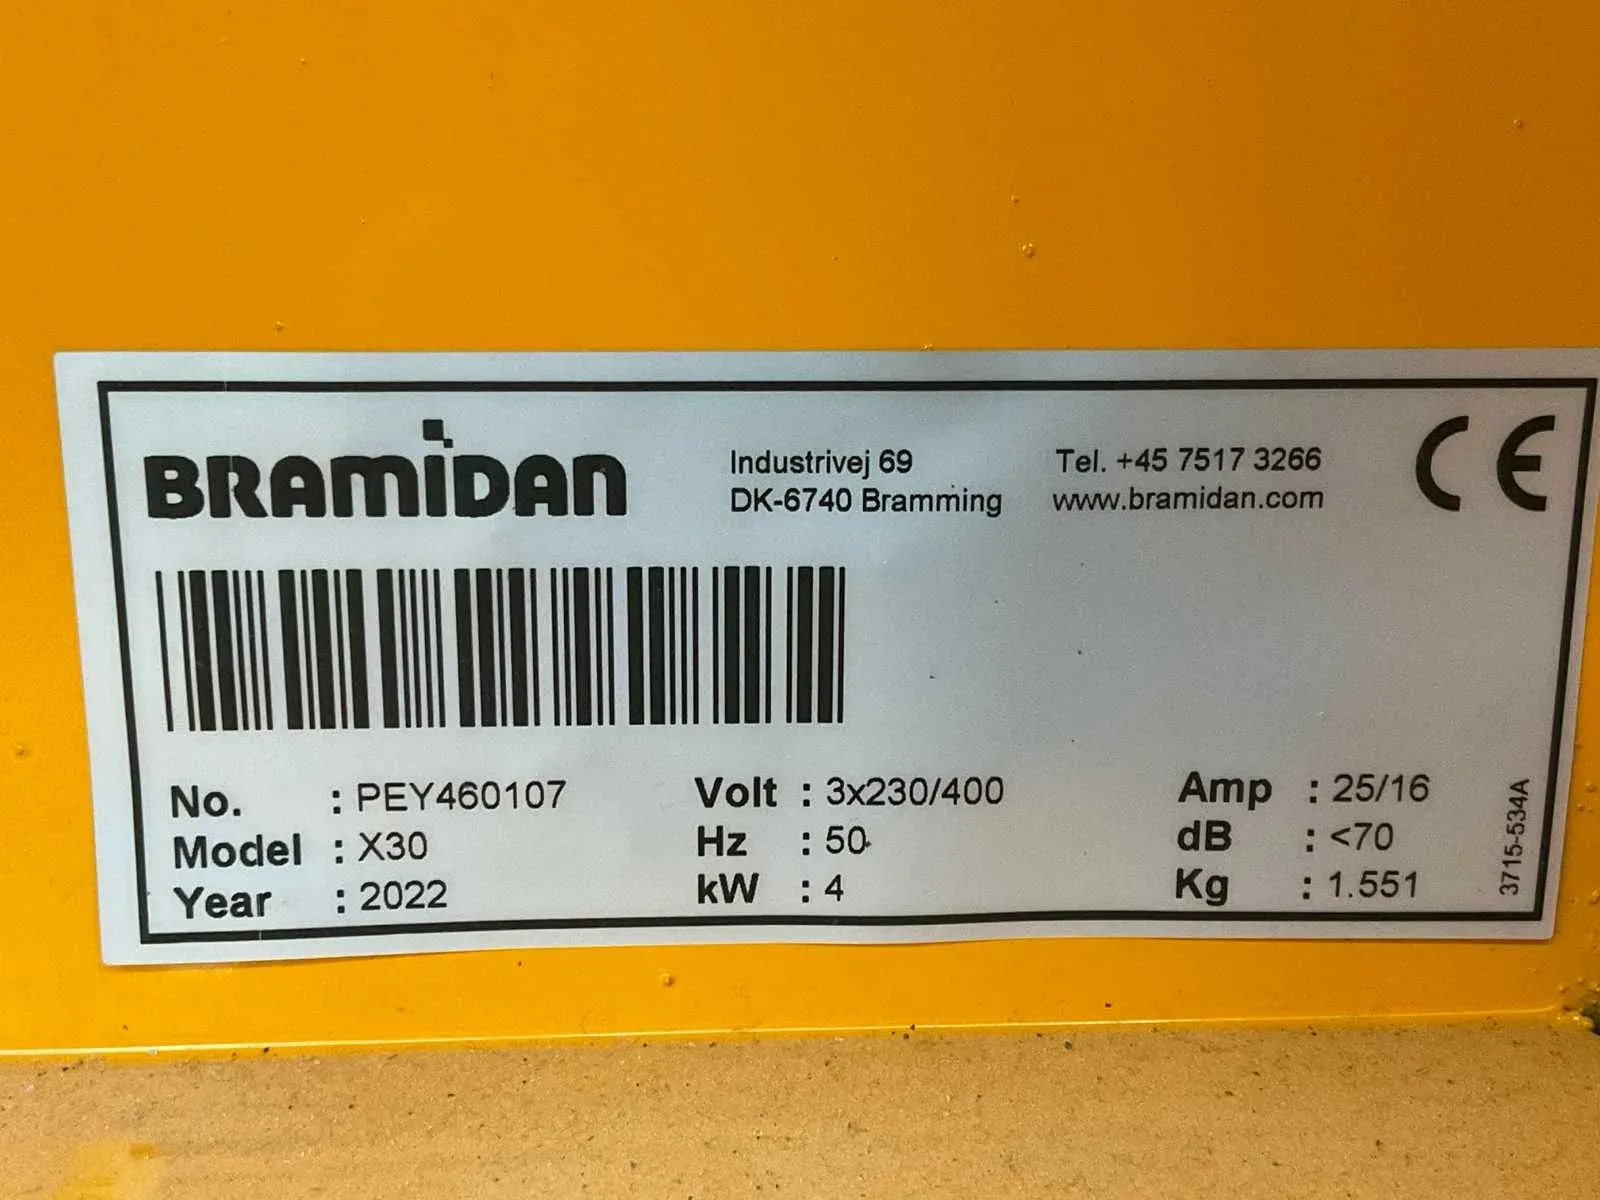 BRAMIDAN
Industrivej 69
DK-6740 Bramming
Tel. +45 7517 3266
www.bramidan.com
CE
No. : PEY460107
Model : X30
Year : 2022
Volt : 3x230/400
Hz : 50
kW : 4
Amp : 25/16
dB : <70
Kg : 1.551
3715-534A